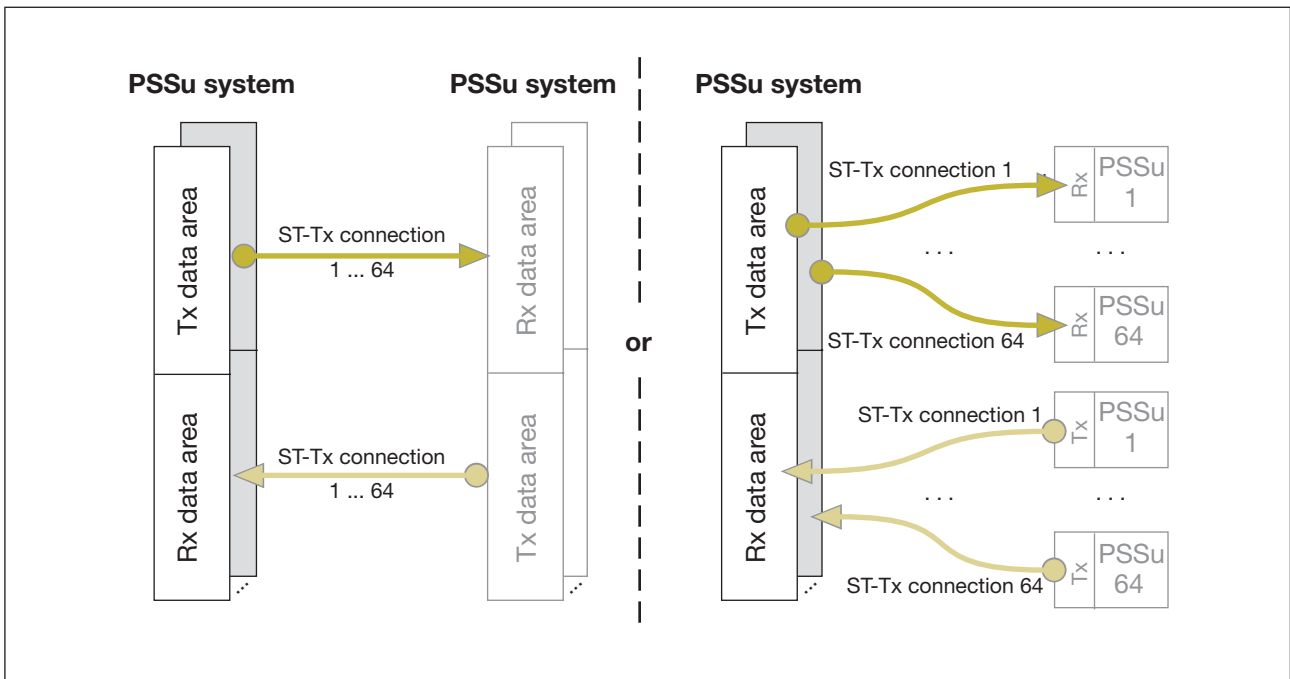 PSSu system
PSSu system
Tx data area
Rx data area
ST-Tx connection
1 ... 64
ST-Tx connection
1 ... 64
Rx data area
Tx data area
...
...
or
PSSu system
Tx data area
Rx data area
...
ST-Tx connection 1
Rx
PSSu
1
...
...
ST-Tx connection 64
Rx
PSSu
64
ST-Tx connection 1
Tx
PSSu
1
...
...
ST-Tx connection 64
Tx
PSSu
64